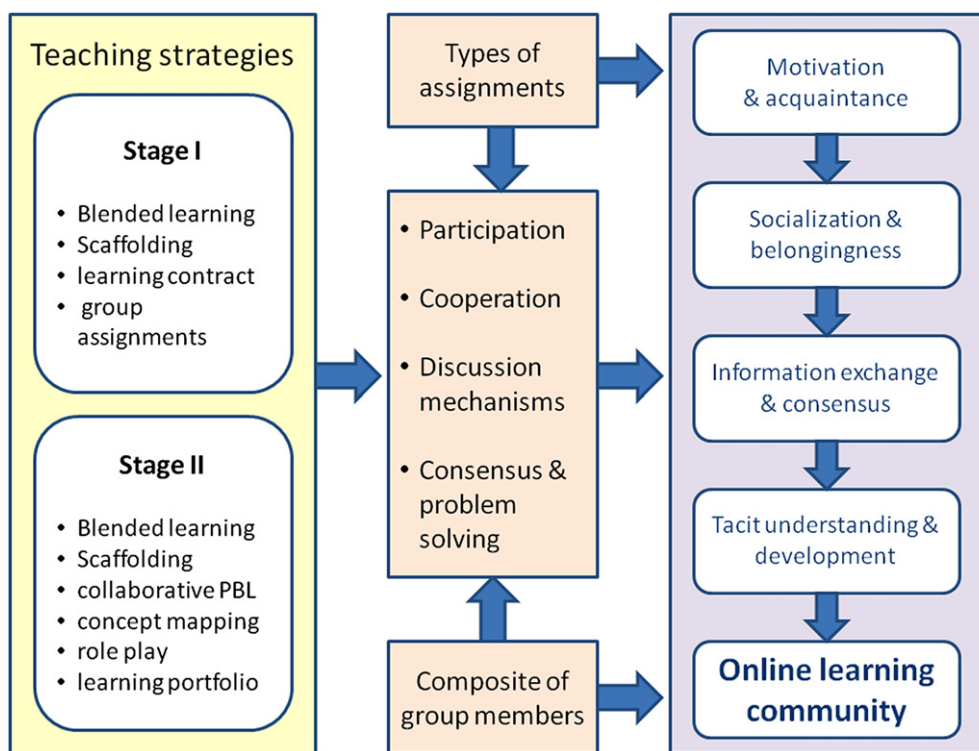 Teaching strategies
Stage I
• Blended learning
• Scaffolding
• learning contract
• group
assignments
Stage II
• Blended learning
• Scaffolding
• collaborative PBL
• concept mapping
• role play
• learning portfolio
Types of
assignments
• Participation
• Cooperation
• Discussion
mechanisms
• Consensus &
problem
solving
Composite of
group members
Motivation
& acquaintance
Socialization &
belongingness
Information exchange
& consensus
Tacit understanding &
development
Online learning
community